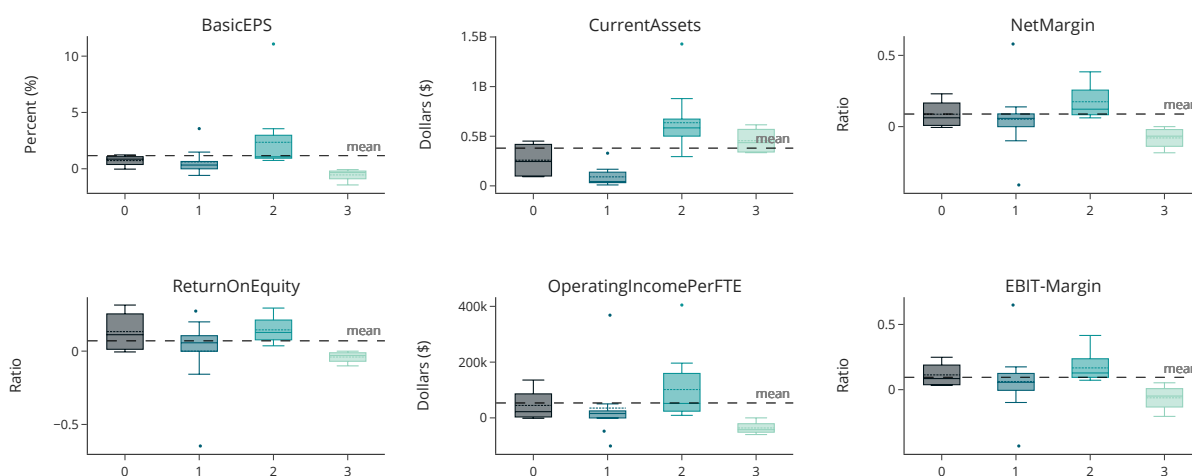 BasicEPS
Percent (%)
10
5
0
mean
0 1 2 3
CurrentAssets
Dollars ($)
1.5B
1B
0.5B
0
mean
0 1 2 3
NetMargin
Ratio
0.5
0
mean
0 1 2 3
ReturnOnEquity
Ratio
0
−0.5
mean
0 1 2 3
OperatingIncomePerFTE
Dollars ($)
400k
200k
0
mean
0 1 2 3
EBIT-Margin
Ratio
0.5
0
mean
0 1 2 3